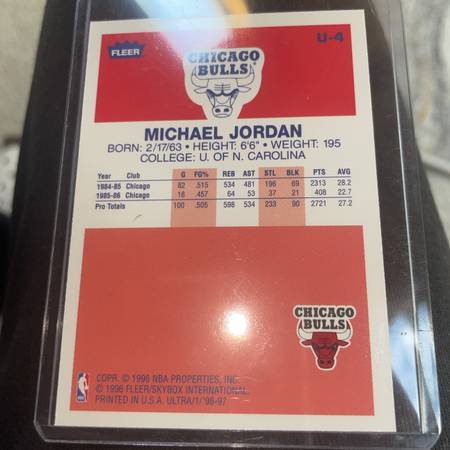 FLEER
CHICAGO
BULLS
U-4
MICHAEL JORDAN
BORN: 2/17/63 • HEIGHT: 6'6" • WEIGHT: 195
COLLEGE: U. OF N. CAROLINA
Year Club G FG% REB AST STL BLK PTS AVG
1984-85 Chicago 82 .515 534 481 196 69 2313 28.2
1985-86 Chicago 18 .457 64 53 37 21 408 22.7
Pro Totals 100 .505 598 534 233 90 2721 27.2
CHICAGO
BULLS
COPR. © 1996 NBA PROPERTIES, INC.
© 1996 FLEER/SKYBOX INTERNATIONAL.
PRINTED IN U.S.A. ULTRA/1/'96-97